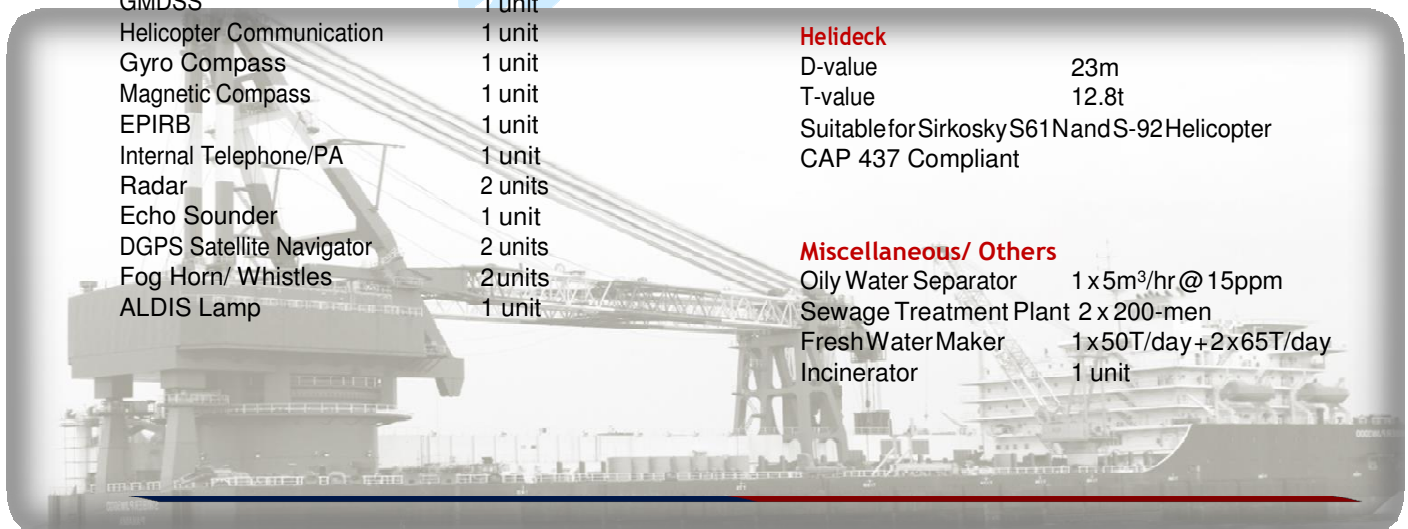 GMDSS 1 unit
Helicopter Communication 1 unit
Gyro Compass 1 unit
Magnetic Compass 1 unit
EPIRB 1 unit
Internal Telephone/PA 1 unit
Radar 2 units
Echo Sounder 1 unit
DGPS Satellite Navigator 2 units
Fog Horn/ Whistles 2 units
ALDIS Lamp 1 unit
Helideck
D-value 23m
T-value 12.8t
Suitable for Sirkosky S61N and S-92 Helicopter
CAP 437 Compliant
Miscellaneous/ Others
Oily Water Separator 1 x 5m³/hr @ 15ppm
Sewage Treatment Plant 2 x 200-men
Fresh Water Maker 1 x 50T/day + 2 x 65T/day
Incinerator 1 unit